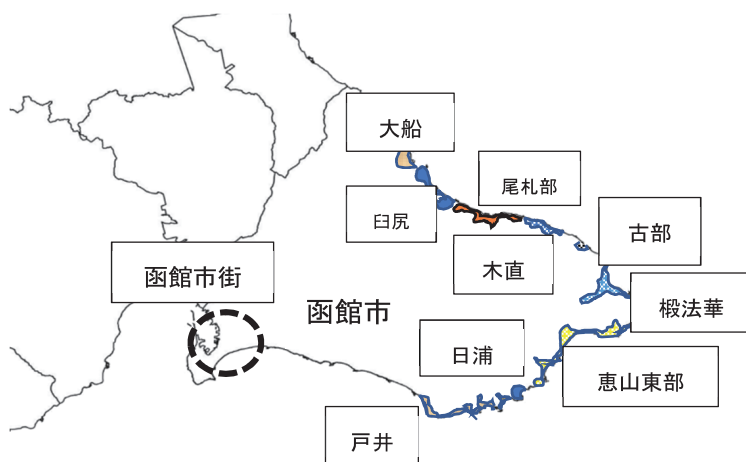 大船
尾札部
臼尻
古部
木直
函館市街
椴法華
函館市
日浦
恵山東部
戸井